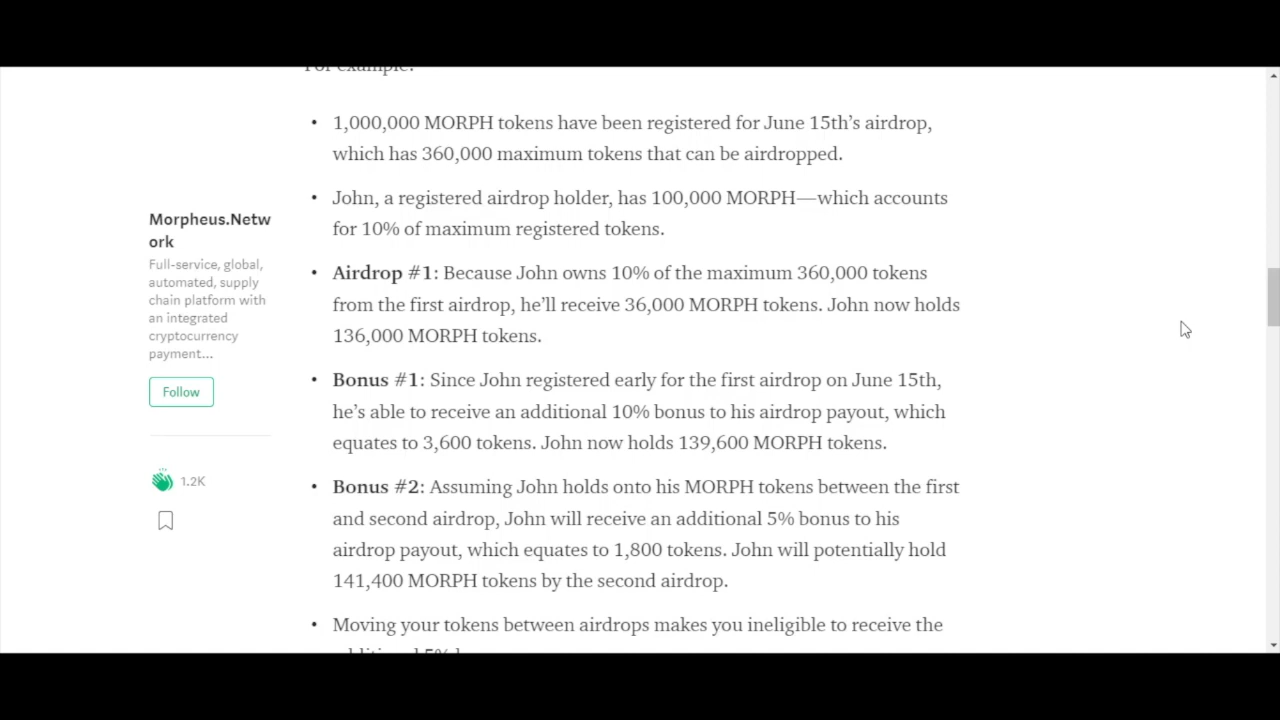 For example:
• 1,000,000 MORPH tokens have been registered for June 15th’s airdrop,
which has 360,000 maximum tokens that can be airdropped.
• John, a registered airdrop holder, has 100,000 MORPH—which accounts
for 10% of maximum registered tokens.
• Airdrop #1: Because John owns 10% of the maximum 360,000 tokens
from the first airdrop, he’ll receive 36,000 MORPH tokens. John now holds
136,000 MORPH tokens.
• Bonus #1: Since John registered early for the first airdrop on June 15th,
he’s able to receive an additional 10% bonus to his airdrop payout, which
equates to 3,600 tokens. John now holds 139,600 MORPH tokens.
• Bonus #2: Assuming John holds onto his MORPH tokens between the first
and second airdrop, John will receive an additional 5% bonus to his
airdrop payout, which equates to 1,800 tokens. John will potentially hold
141,400 MORPH tokens by the second airdrop.
• Moving your tokens between airdrops makes you ineligible to receive the
additional 5%
Morpheus.Netw
ork
Full-service, global,
automated, supply
chain platform with
an integrated
cryptocurrency
payment...
Follow
1.2K